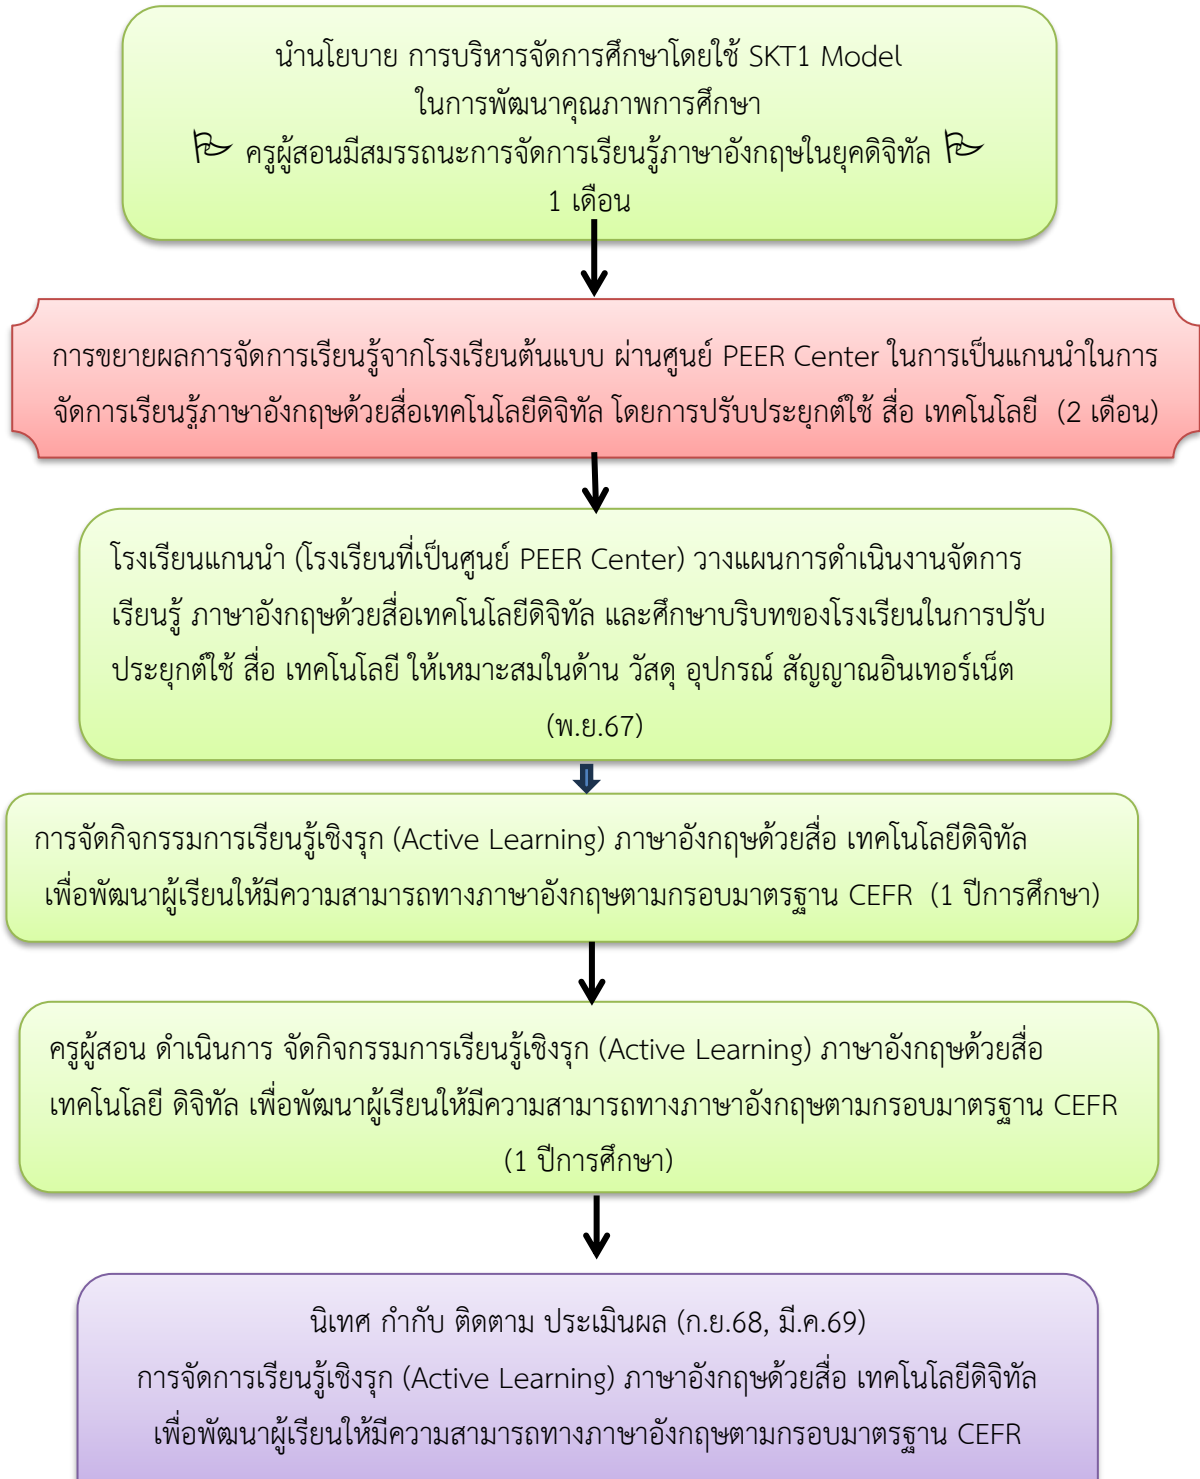 นำนโยบาย การบริหารจัดการศึกษาโดยใช้ SKT1 Model
ในการพัฒนาคุณภาพการศึกษา
ครูผู้สอนมีสมรรถนะการจัดการเรียนรู้ภาษาอังกฤษในยุคดิจิทัล
1 เดือน
การขยายผลการจัดการเรียนรู้จากโรงเรียนต้นแบบ ผ่านศูนย์ PEER Center ในการเป็นแกนนำในการ
จัดการเรียนรู้ภาษาอังกฤษด้วยสื่อเทคโนโลยีดิจิทัล โดยการปรับประยุกต์ใช้ สื่อ เทคโนโลยี (2 เดือน)
โรงเรียนแกนนำ (โรงเรียนที่เป็นศูนย์ PEER Center) วางแผนการดำเนินงานจัดการ
เรียนรู้ ภาษาอังกฤษด้วยสื่อเทคโนโลยีดิจิทัล และศึกษาบริบทของโรงเรียนในการปรับ
ประยุกต์ใช้ สื่อ เทคโนโลยี ให้เหมาะสมในด้าน วัสดุ อุปกรณ์ สัญญาณอินเทอร์เน็ต
(พ.ย.67)
การจัดกิจกรรมการเรียนรู้เชิงรุก (Active Learning) ภาษาอังกฤษด้วยสื่อ เทคโนโลยีดิจิทัล
เพื่อพัฒนาผู้เรียนให้มีความสามารถทางภาษาอังกฤษตามกรอบมาตรฐาน CEFR (1 ปีการศึกษา)
ครูผู้สอน ดำเนินการ จัดกิจกรรมการเรียนรู้เชิงรุก (Active Learning) ภาษาอังกฤษด้วยสื่อ
เทคโนโลยี ดิจิทัล เพื่อพัฒนาผู้เรียนให้มีความสามารถทางภาษาอังกฤษตามกรอบมาตรฐาน CEFR
(1 ปีการศึกษา)
นิเทศ กำกับ ติดตาม ประเมินผล (ก.ย.68, มี.ค.69)
การจัดการเรียนรู้เชิงรุก (Active Learning) ภาษาอังกฤษด้วยสื่อ เทคโนโลยีดิจิทัล
เพื่อพัฒนาผู้เรียนให้มีความสามารถทางภาษาอังกฤษตามกรอบมาตรฐาน CEFR